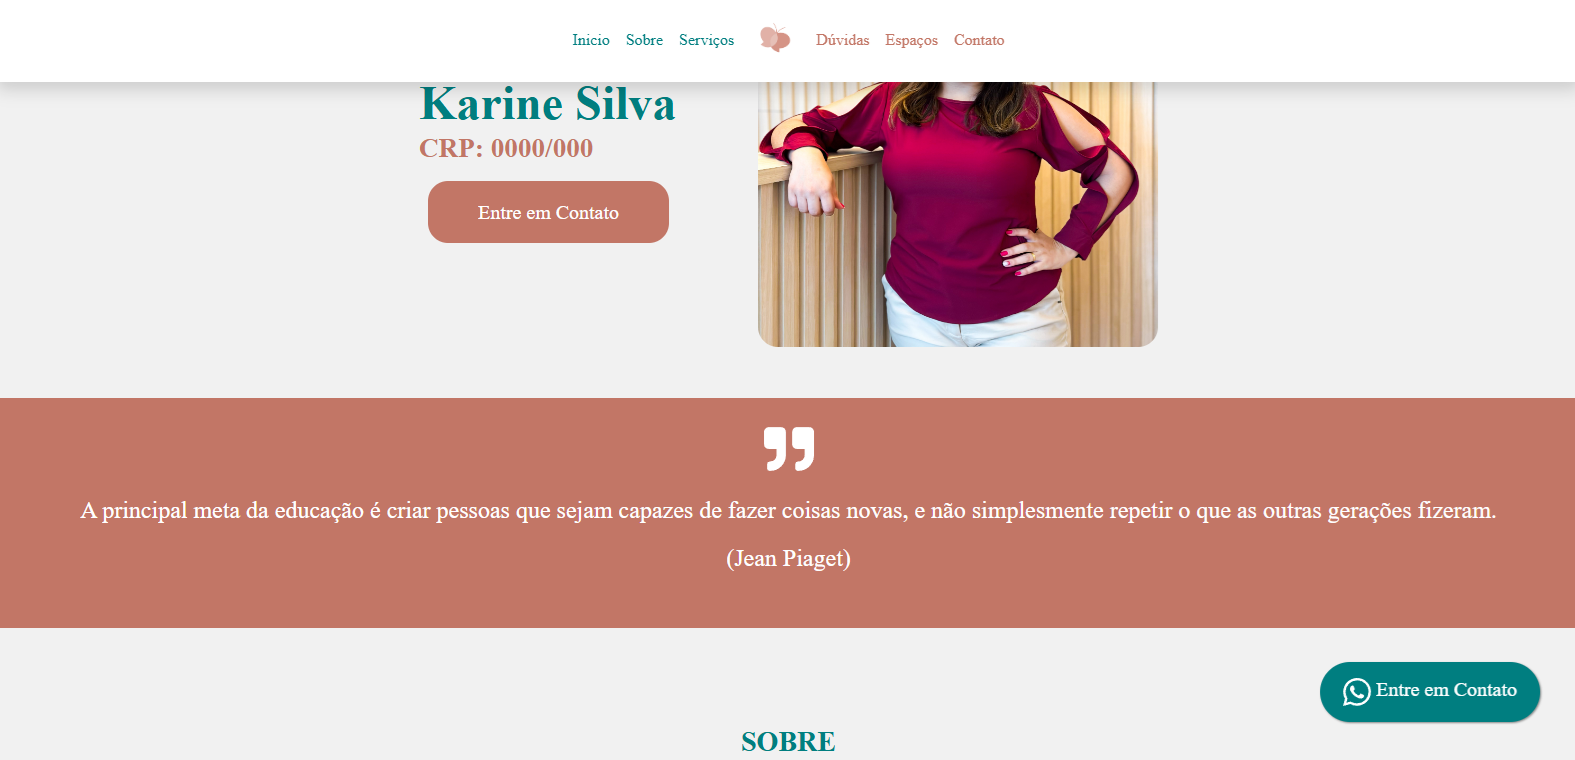 Inicio Sobre Serviços Dúvidas Espaços Contato
Karine Silva
CRP: 0000/000
Entre em Contato
A principal meta da educação é criar pessoas que sejam capazes de fazer coisas novas, e não simplesmente repetir o que as outras gerações fizeram.
(Jean Piaget)
Entre em Contato
SOBRE